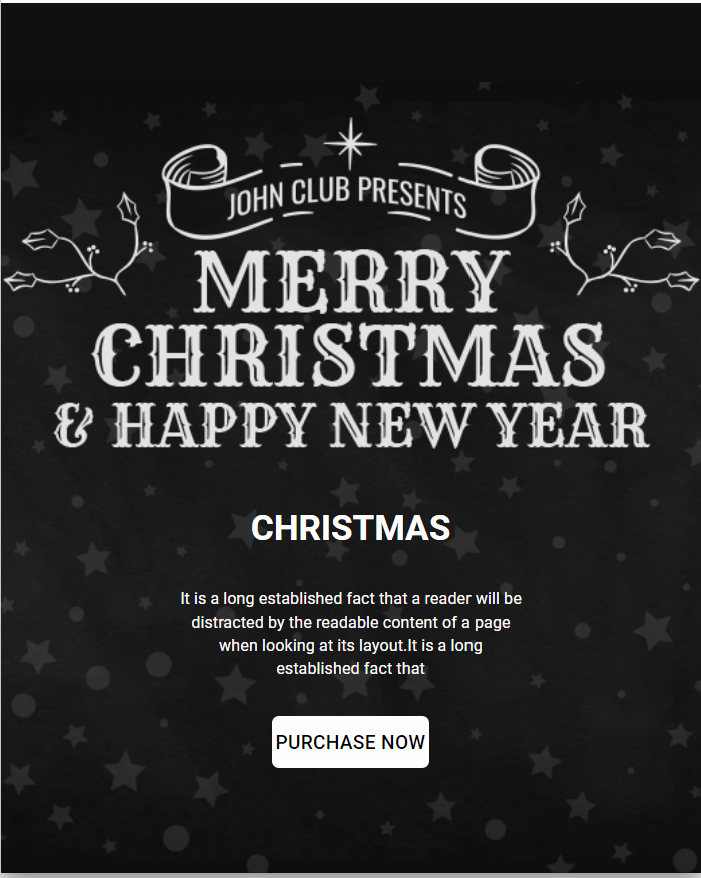 JOHN CLUB PRESENTS
MERRY
CHRISTMAS
& HAPPY NEW YEAR
CHRISTMAS
It is a long established fact that a reader will be
distracted by the readable content of a page
when looking at its layout.It is a long
established fact that
PURCHASE NOW